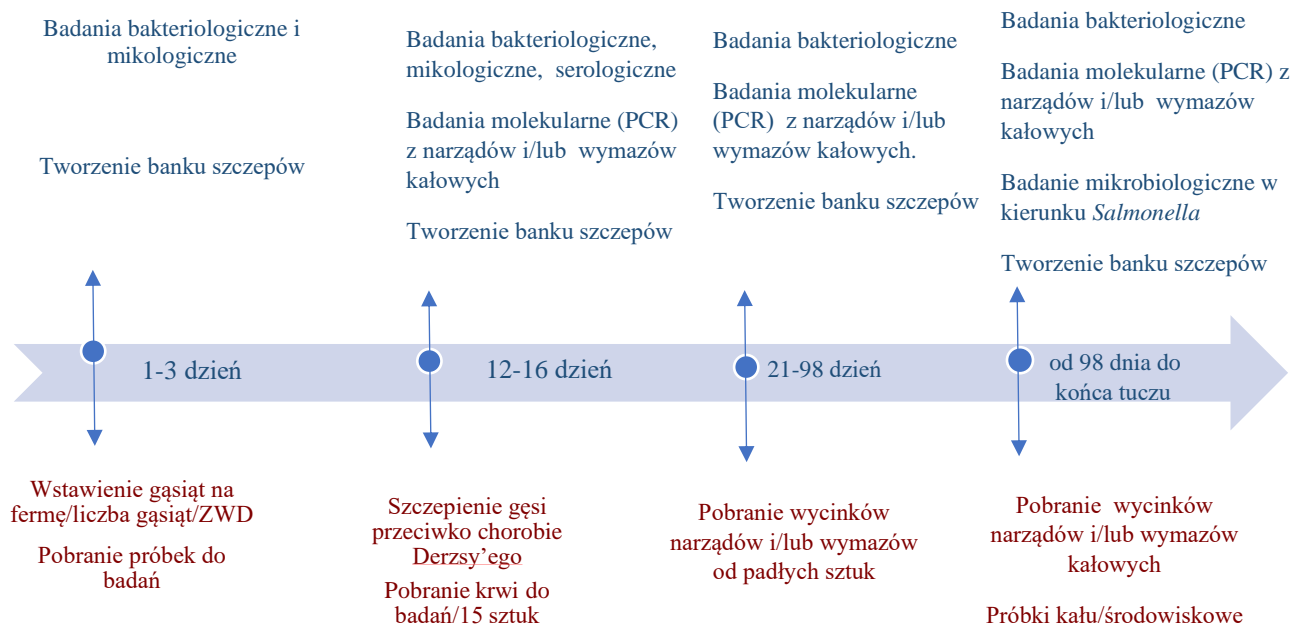 Badania bakteriologiczne i
mikologiczne
Tworzenie banku szczepów
Badania bakteriologiczne,
mikologiczne, serologiczne
Badania molekularne (PCR)
z narządów i/lub wymazów
kałowych
Tworzenie banku szczepów
Badania bakteriologiczne
Badania molekularne
(PCR) z narządów i/lub
wymazów kałowych.
Tworzenie banku szczepów
Badania bakteriologiczne
Badania molekularne (PCR) z
narządów i/lub wymazów
kałowych
Badanie mikrobiologiczne w
kierunku Salmonella
Tworzenie banku szczepów
1-3 dzień
12-16 dzień
21-98 dzień
od 98 dnia do
końca tuczu
Wstawienie gąsiąt na
fermę/liczba gąsiąt/ZWD
Pobranie próbek do
badań
Szczepienie gęsi
przeciwko chorobie
Derzsy’ego
Pobranie krwi do
badań/15 sztuk
Pobranie wycinków
narządów i/lub wymazów
od padłych sztuk
Pobranie wycinków
narządów i/lub wymazów
kałowych
Próbki kału/środowiskowe